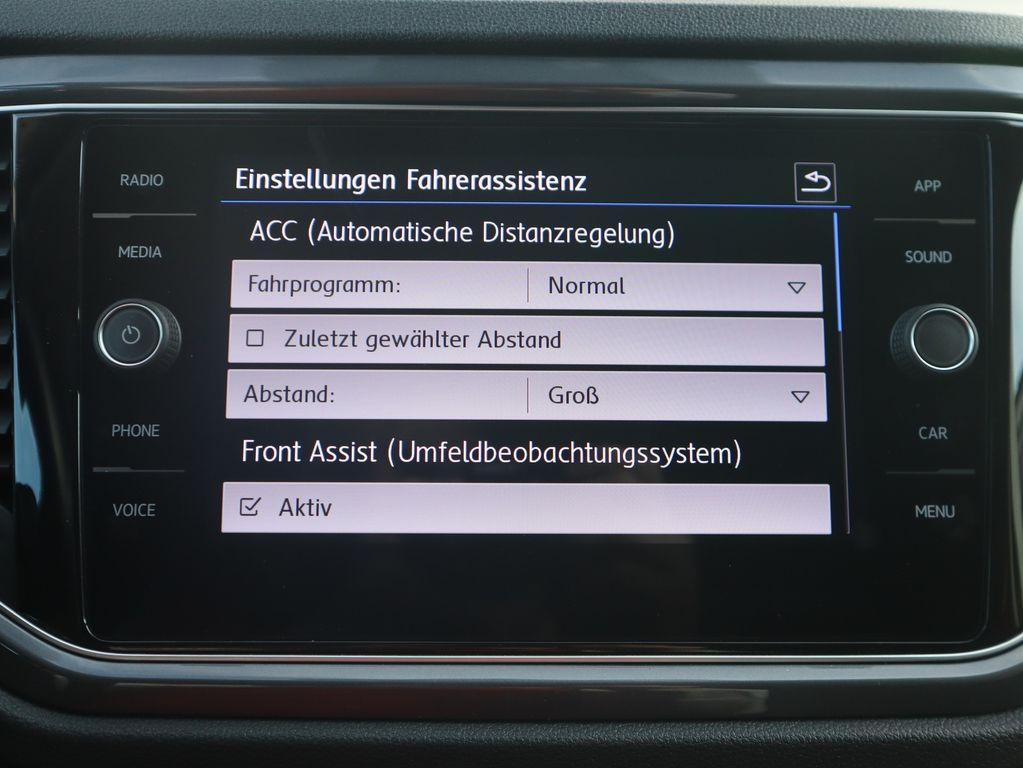 RADIO
MEDIA
PHONE
VOICE
Einstellungen Fahrerassistenz
ACC (Automatische Distanzregelung)
Fahrprogramm: Normal
Zuletzt gewählter Abstand
Abstand: Groß
Front Assist (Umfeldbeobachtungssystem)
Aktiv
APP
SOUND
CAR
MENU